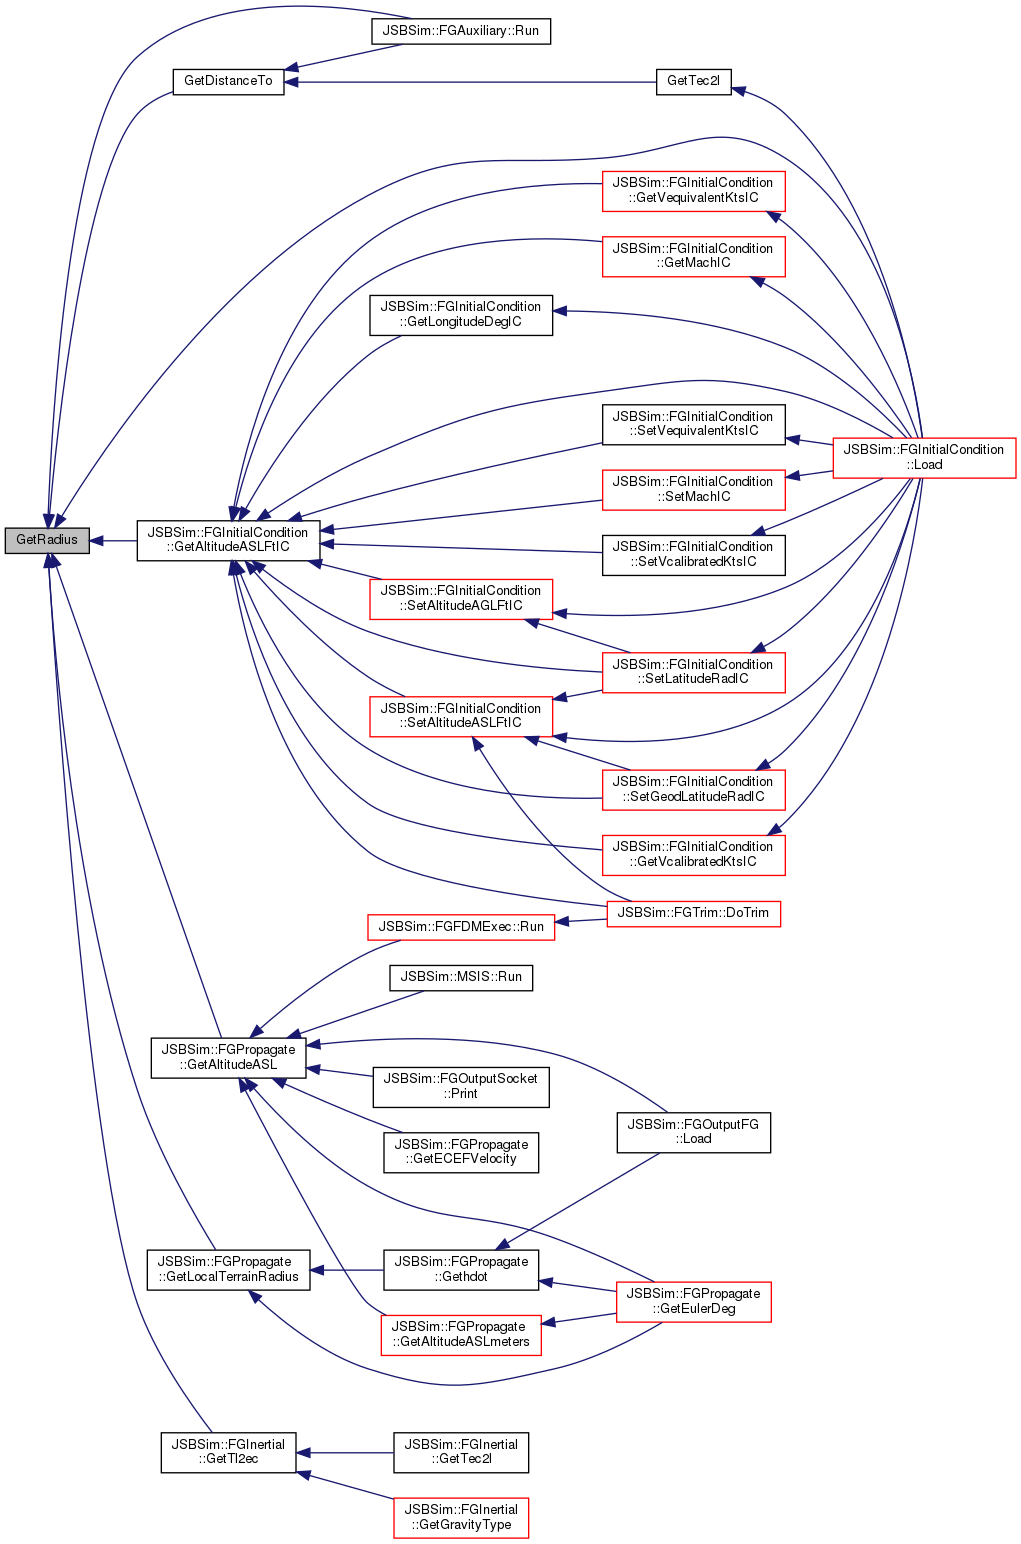 JSBSim::FGAuxiliary::Run
GetDistanceTo
GetTec2l
JSBSim::FGInitialCondition
::GetVequivalentKtsIC
JSBSim::FGInitialCondition
::GetMachIC
JSBSim::FGInitialCondition
::GetLongitudeDegIC
JSBSim::FGInitialCondition
::SetVequivalentKtsIC
JSBSim::FGInitialCondition
::Load
JSBSim::FGInitialCondition
::SetMachIC
GetRadius
JSBSim::FGInitialCondition
::GetAltitudeASLFtIC
JSBSim::FGInitialCondition
::SetVcalibratedKtsIC
JSBSim::FGInitialCondition
::SetAltitudeAGLFtIC
JSBSim::FGInitialCondition
::SetLatitudeRadIC
JSBSim::FGInitialCondition
::SetAltitudeASLFtIC
JSBSim::FGInitialCondition
::SetGeodLatitudeRadIC
JSBSim::FGInitialCondition
::GetVcalibratedKtsIC
JSBSim::FGTrim::DoTrim
JSBSim::FGFDMExec::Run
JSBSim::MSIS::Run
JSBSim::FGPropagate
::GetAltitudeASL
JSBSim::FGOutputSocket
::Print
JSBSim::FGOutputFG
::Load
JSBSim::FGPropagate
::GetECEFVelocity
JSBSim::FGPropagate
::GetLocalTerrainRadius
JSBSim::FGPropagate
::Gethdot
JSBSim::FGPropagate
::GetEulerDeg
JSBSim::FGPropagate
::GetAltitudeASLmeters
JSBSim::FGInertial
::GetTl2ec
JSBSim::FGInertial
::GetTec2l
JSBSim::FGInertial
::GetGravityType